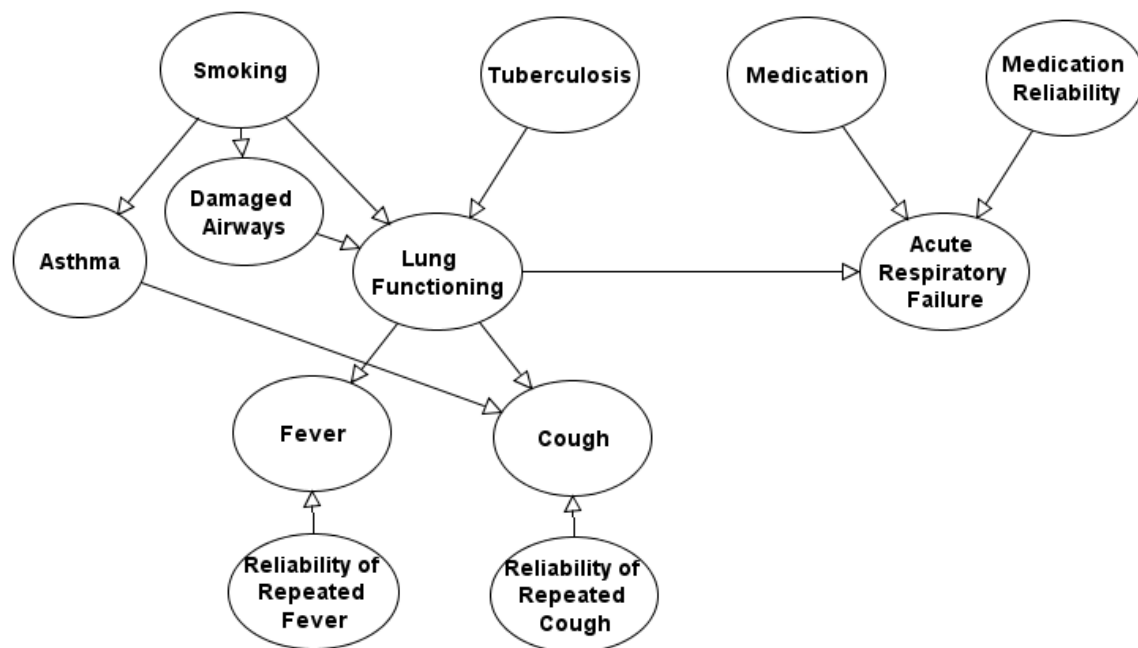 Smoking
Tuberculosis
Medication
Medication
Reliability
Damaged
Airways
Asthma
Lung
Functioning
Acute
Respiratory
Failure
Fever
Cough
Reliability of
Repeated
Fever
Reliability of
Repeated
Cough